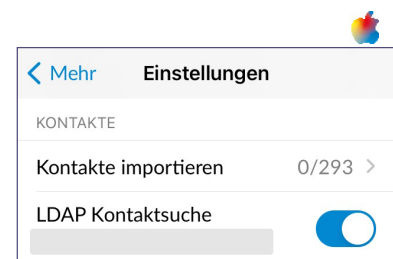 Mehr Einstellungen
KONTAKTE
Kontakte importieren 0/293
LDAP Kontaktsuche